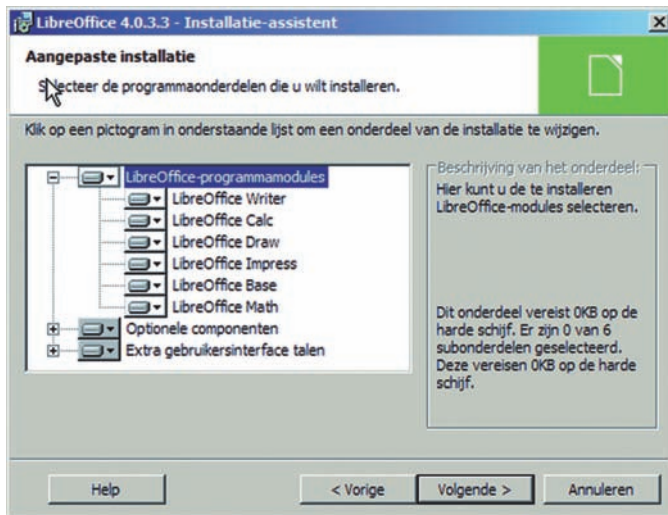 LibreOffice 4.0.3.3 - Installatie-assistent
Aangepaste installatie
Selecteer de programmaonderdelen die u wilt installeren.
Klik op een pictogram in onderstaande lijst om een onderdeel van de installatie te wijzigen.
LibreOffice-programmamodules
LibreOffice Writer
LibreOffice Calc
LibreOffice Draw
LibreOffice Impress
LibreOffice Base
LibreOffice Math
Optionele componenten
Extra gebruikersinterface talen
Beschrijving van het onderdeel:
Hier kunt u de te installeren
LibreOffice-modules selecteren.
Dit onderdeel vereist 0KB op de
harde schijf. Er zijn 0 van 6
subonderdelen geselecteerd.
Deze vereisen 0KB op de harde
schijf.
Help
< Vorige
Volgende >
Annuleren